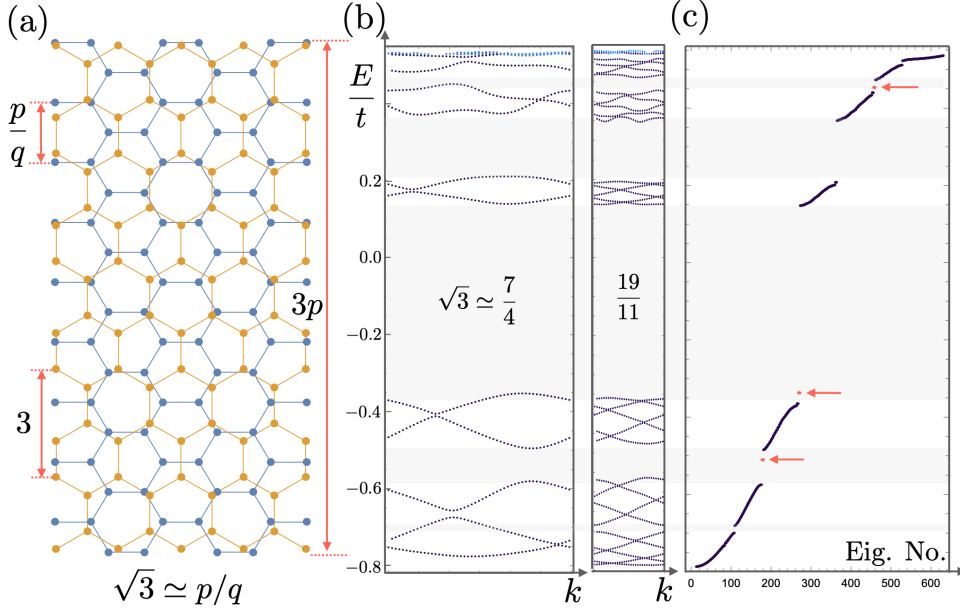 (a)
p/q
3
3p
√3 ≃ p/q
(b)
E/t
0.2
0.0
−0.2
−0.4
−0.6
−0.8
√3 ≃ 7/4
k
19/11
k
(c)
Eig. No.
0 100 200 300 400 500 600